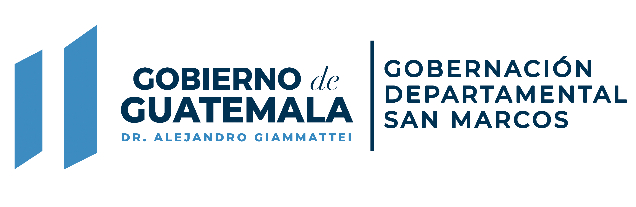 GOBIERNO de
GUATEMALA
DR. ALEJANDRO GIAMMATTEI
GOBERNACIÓN
DEPARTAMENTAL
SAN MARCOS